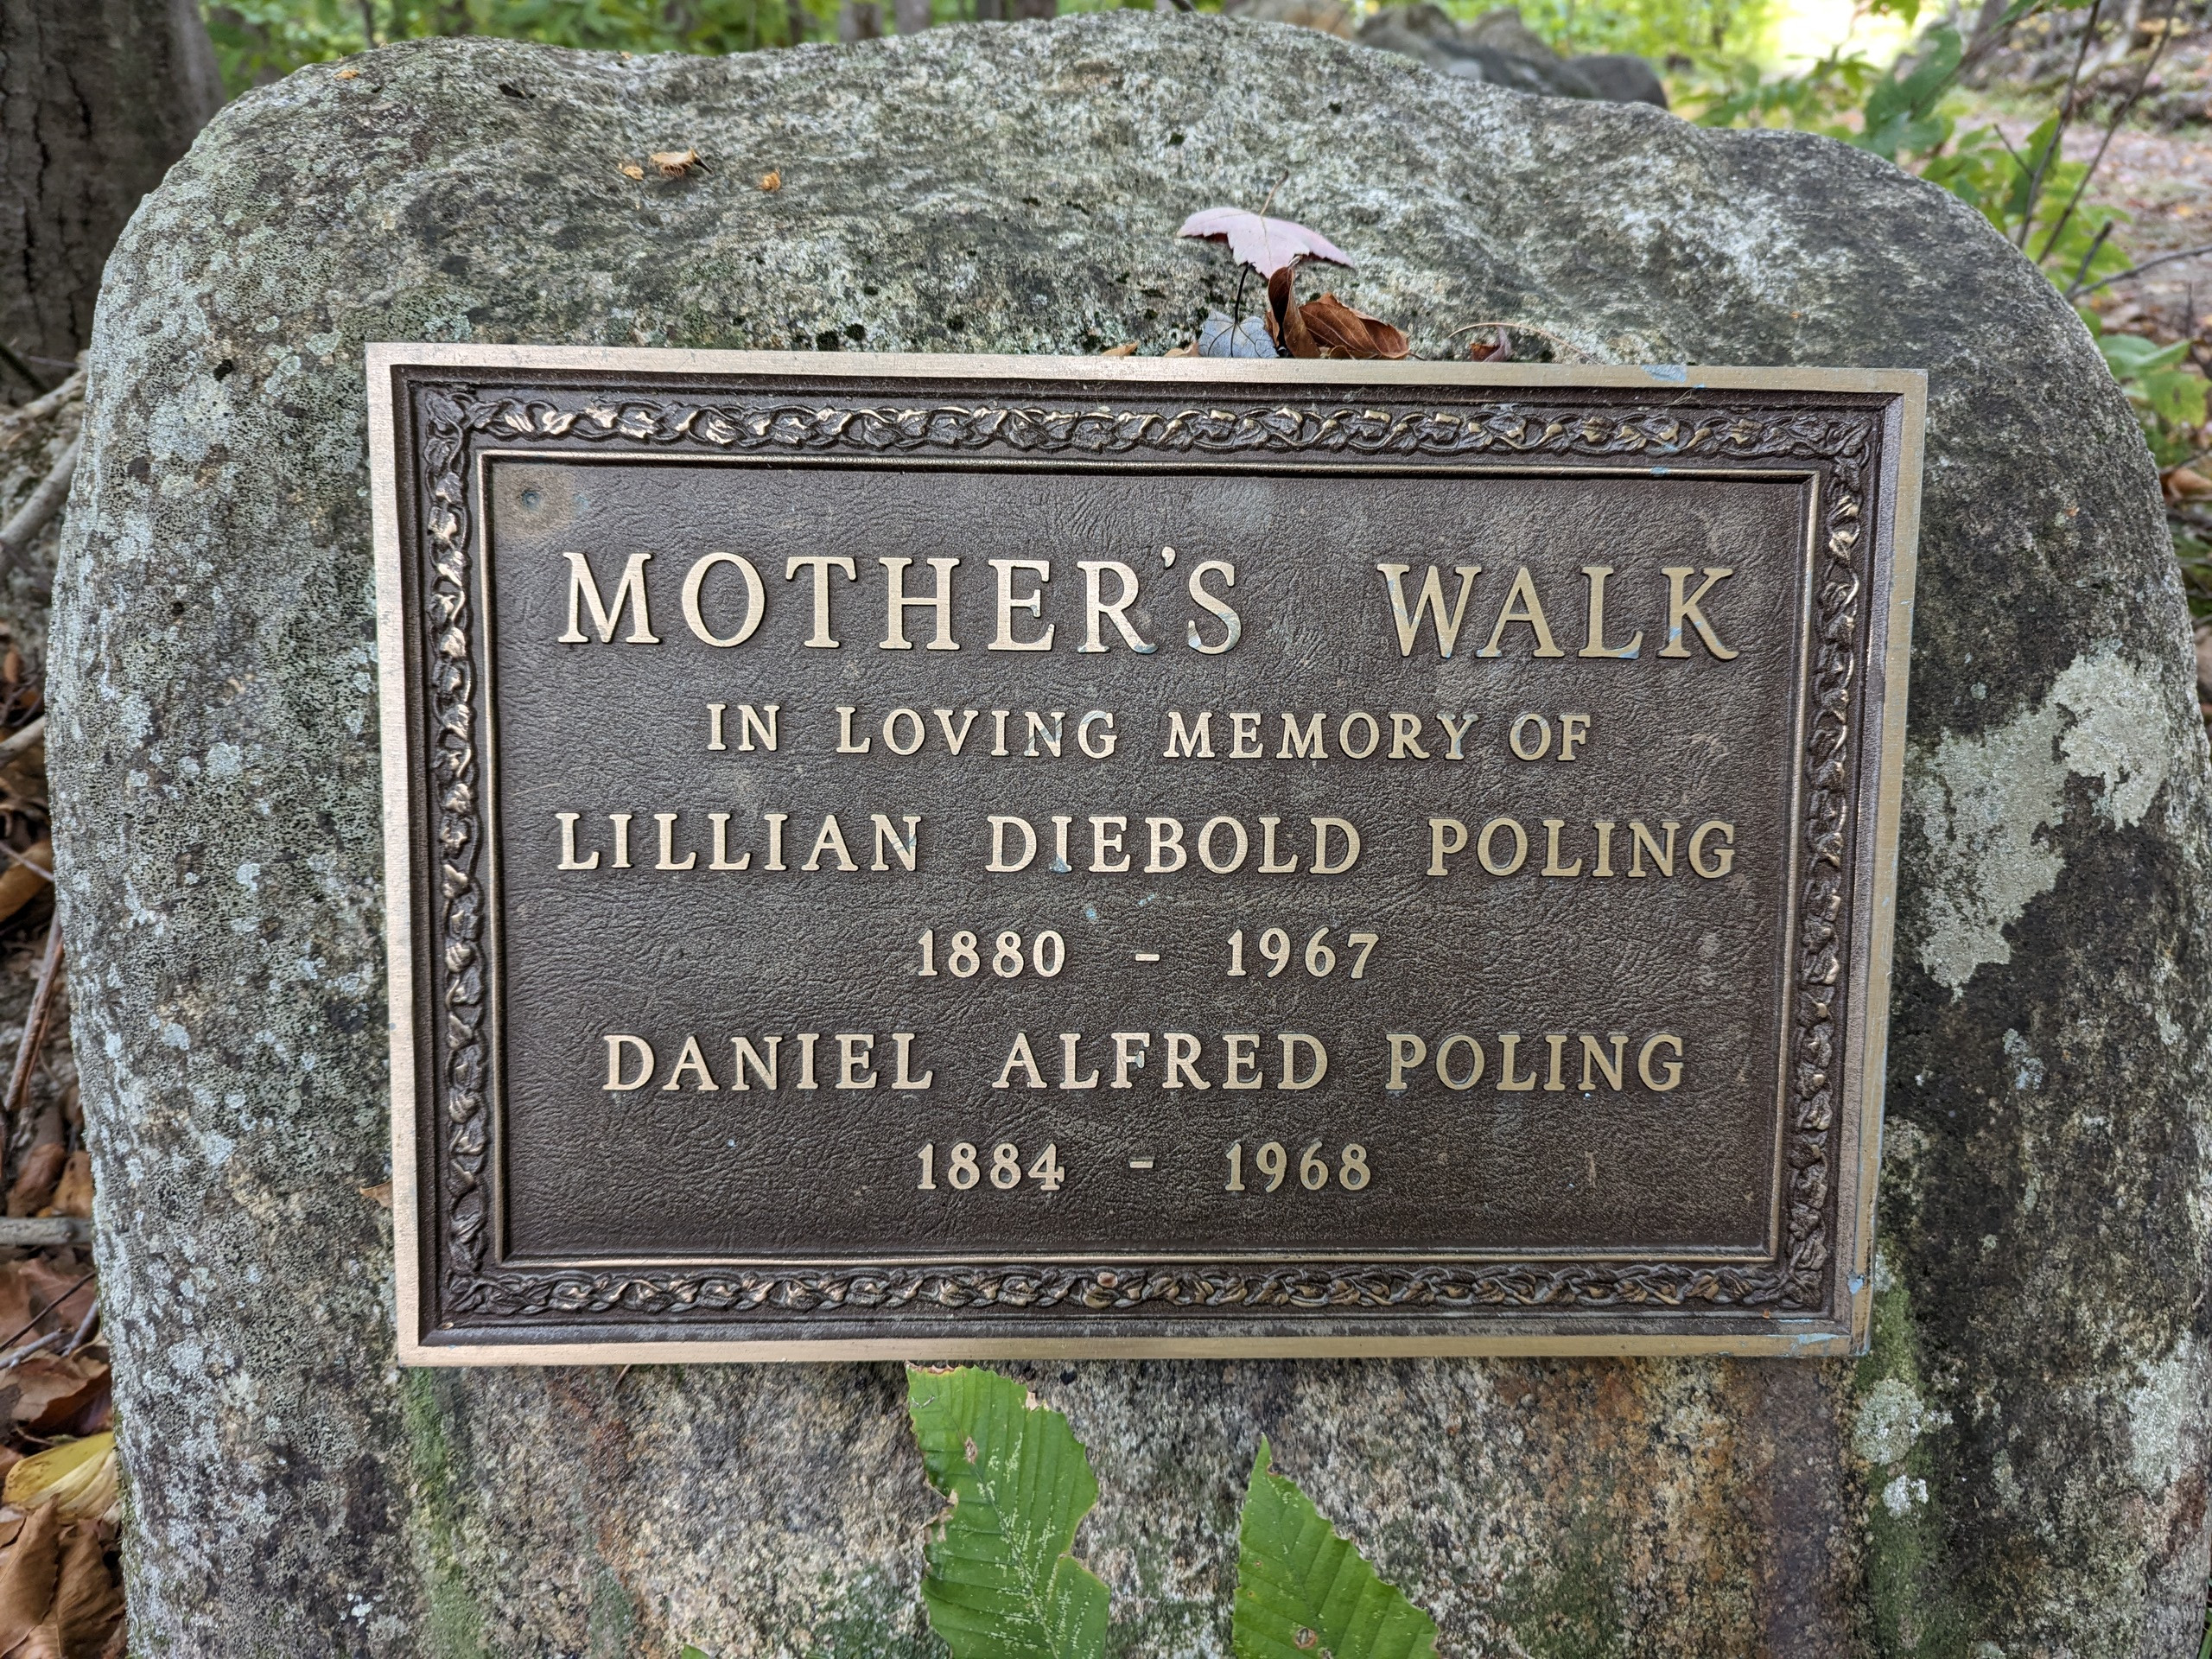 MOTHER'S WALK
IN LOVING MEMORY OF
LILLIAN DIEBOLD POLING
1880 - 1967
DANIEL ALFRED POLING
1884 - 1968